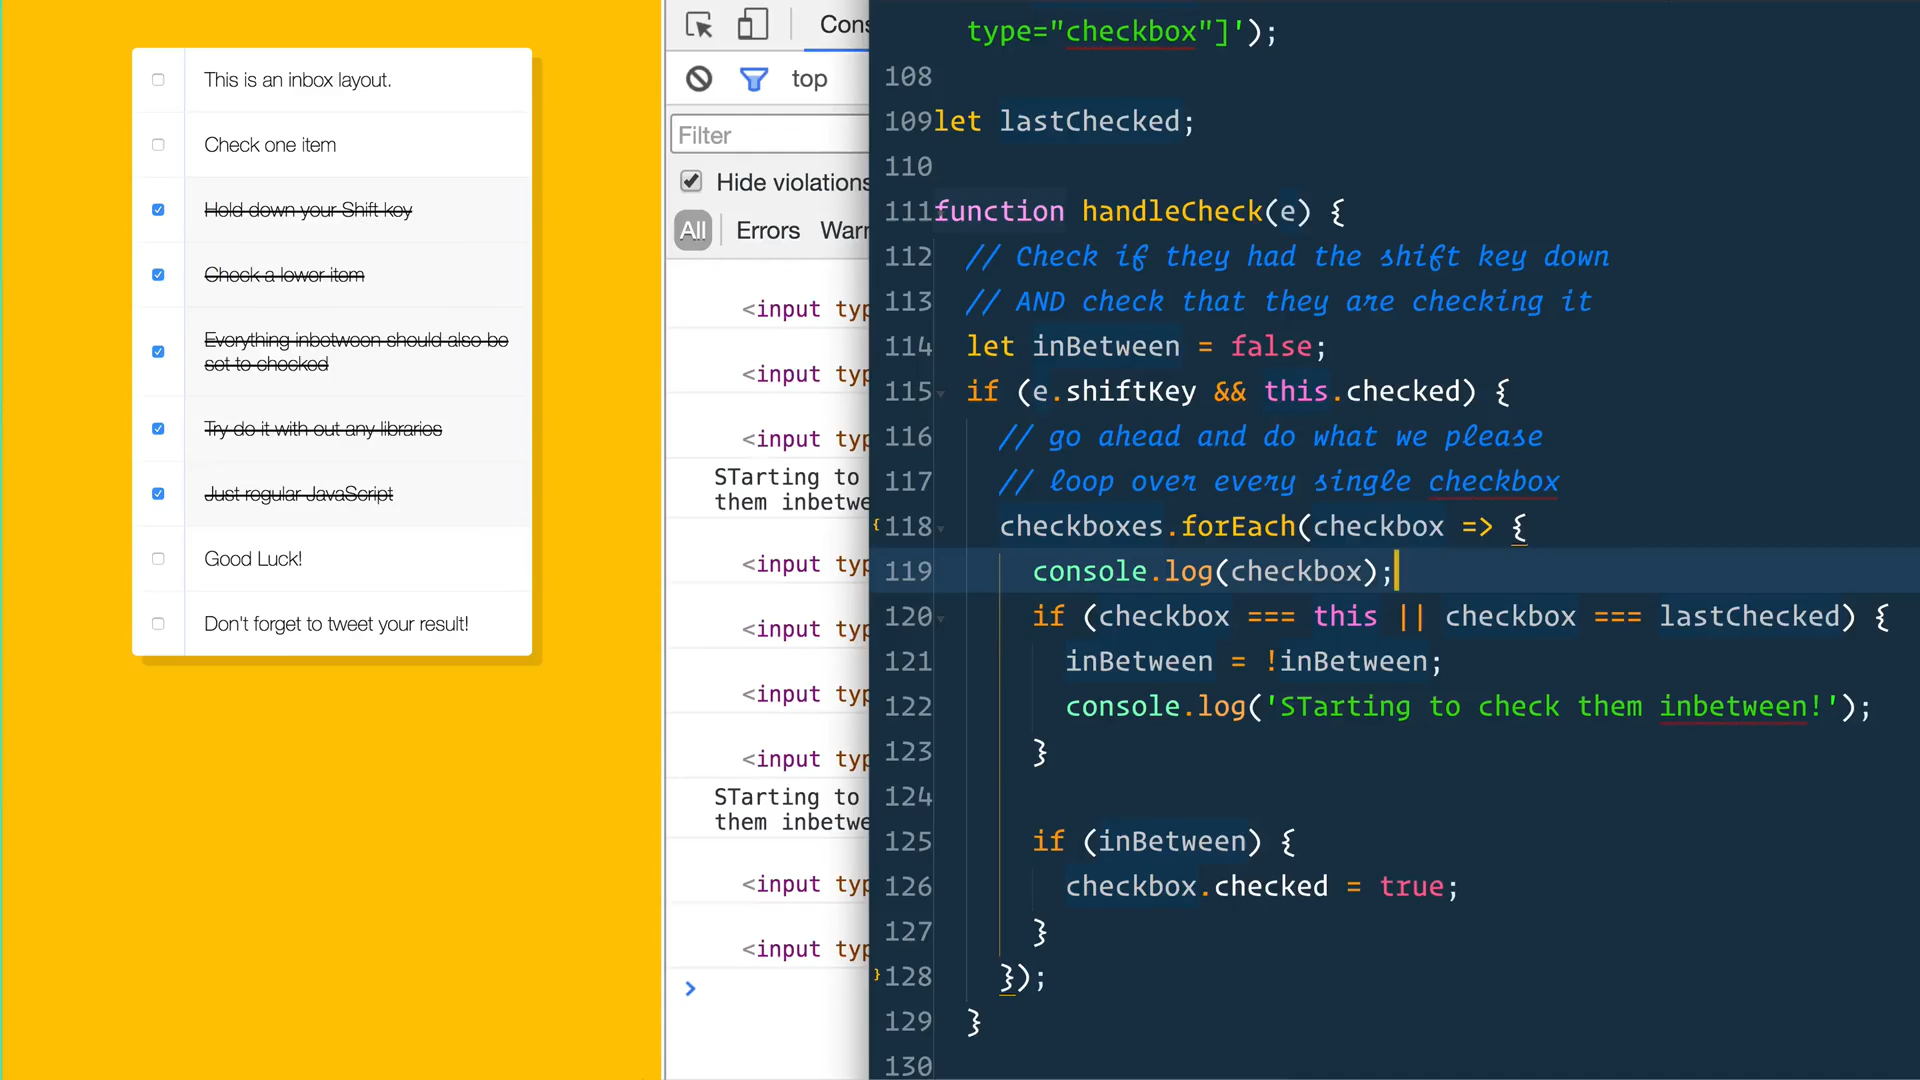 This is an inbox layout.
Check one item
Hold down your Shift key
Check a lower item
Everything inbetween should also be
set to checked
Try do it with out any libraries
Just regular JavaScript
Good Luck!
Don't forget to tweet your result!
Cons
top
Filter
Hide violations
All Errors Warn
<input typ
<input typ
<input typ
STarting to
them inbetwe
<input typ
<input typ
<input typ
<input typ
STarting to
them inbetwe
<input typ
<input typ
>
type="checkbox"]');
108
109 let lastChecked;
110
111 function handleCheck(e) {
112 // Check if they had the shift key down
113 // AND check that they are checking it
114 let inBetween = false;
115 if (e.shiftKey && this.checked) {
116 // go ahead and do what we please
117 // loop over every single checkbox
118 checkboxes.forEach(checkbox => {
119 console.log(checkbox);
120 if (checkbox === this || checkbox === lastChecked) {
121 inBetween = !inBetween;
122 console.log('STarting to check them inbetween!');
123 }
124
125 if (inBetween) {
126 checkbox.checked = true;
127 }
128 });
129 }
130